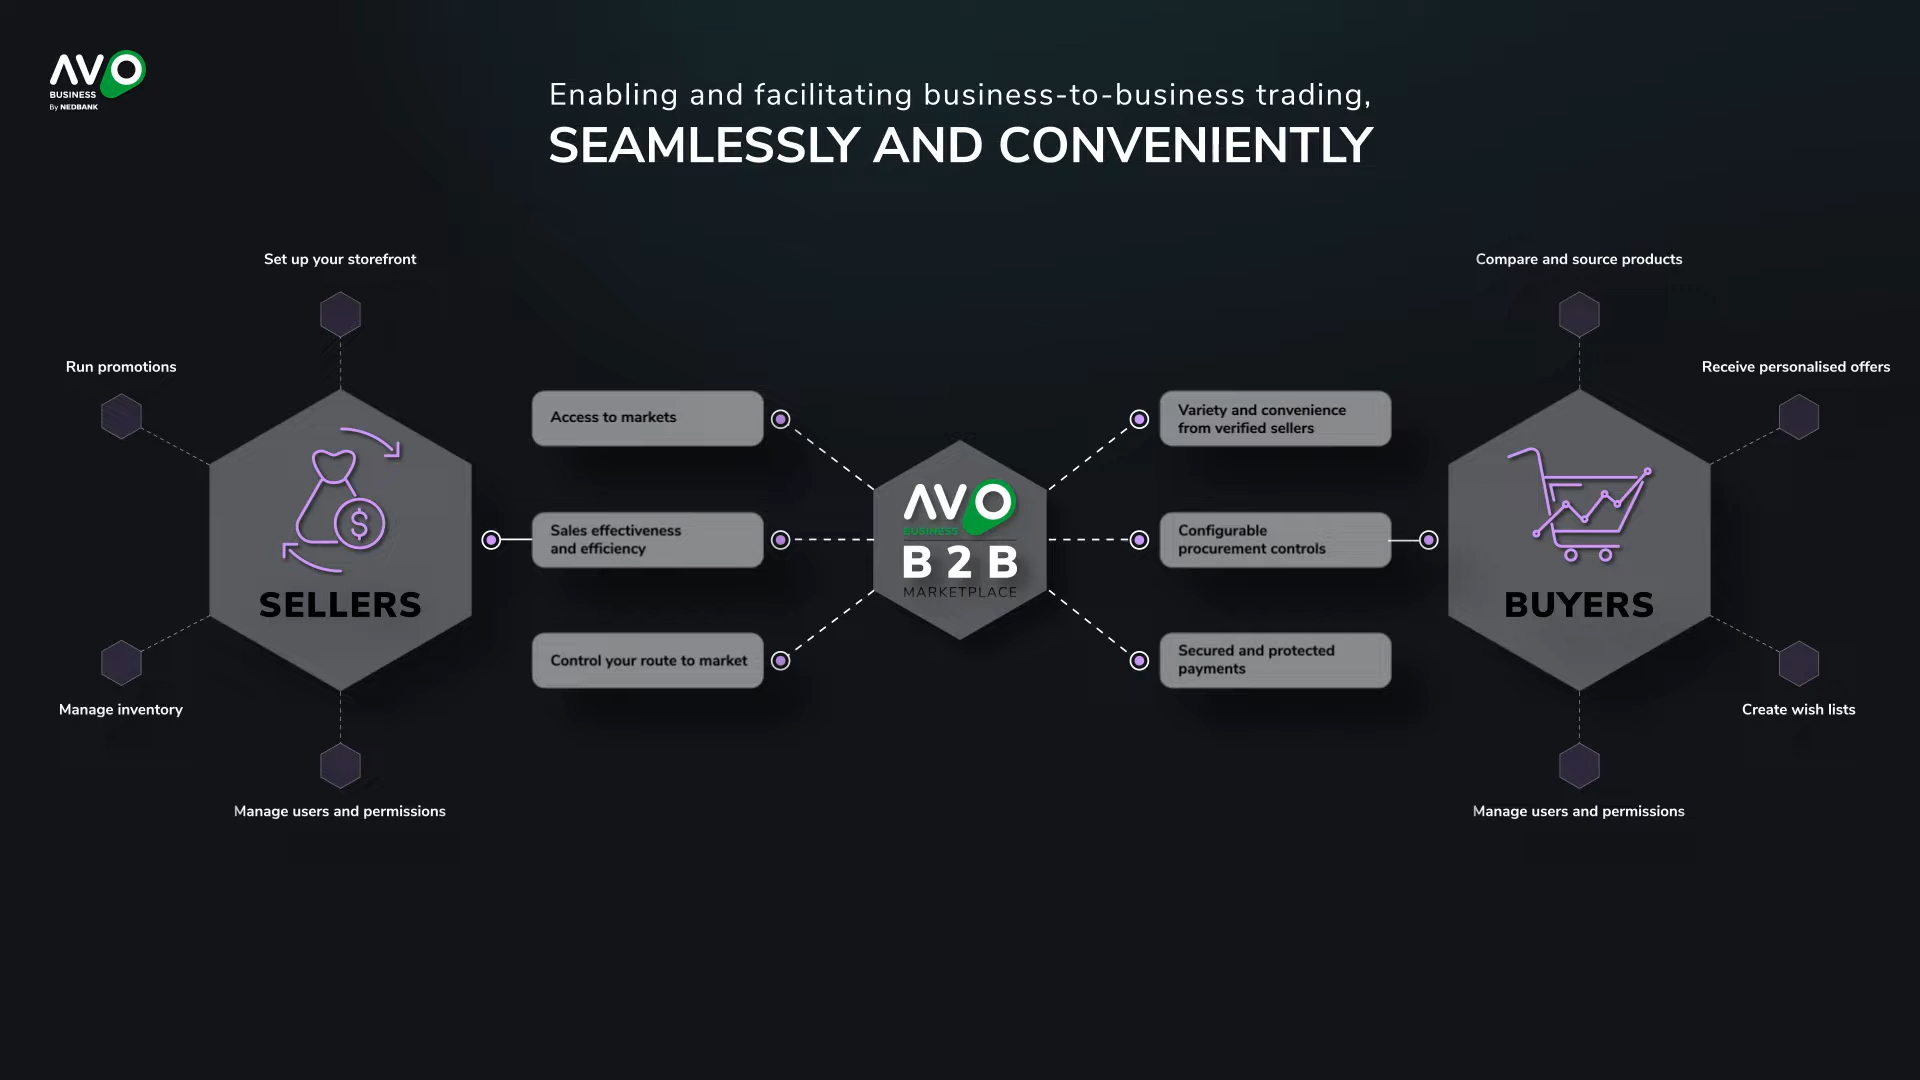 AVO
BUSINESS
By NEDBANK
Enabling and facilitating business-to-business trading,
SEAMLESSLY AND CONVENIENTLY
Set up your storefront
Run promotions
SELLERS
Manage inventory
Manage users and permissions
Access to markets
Sales effectiveness
and efficiency
Control your route to market
AVO
BUSINESS
B2B
MARKETPLACE
Variety and convenience
from verified sellers
Configurable
procurement controls
Secured and protected
payments
Compare and source products
Receive personalised offers
$
BUYERS
Create wish lists
Manage users and permissions